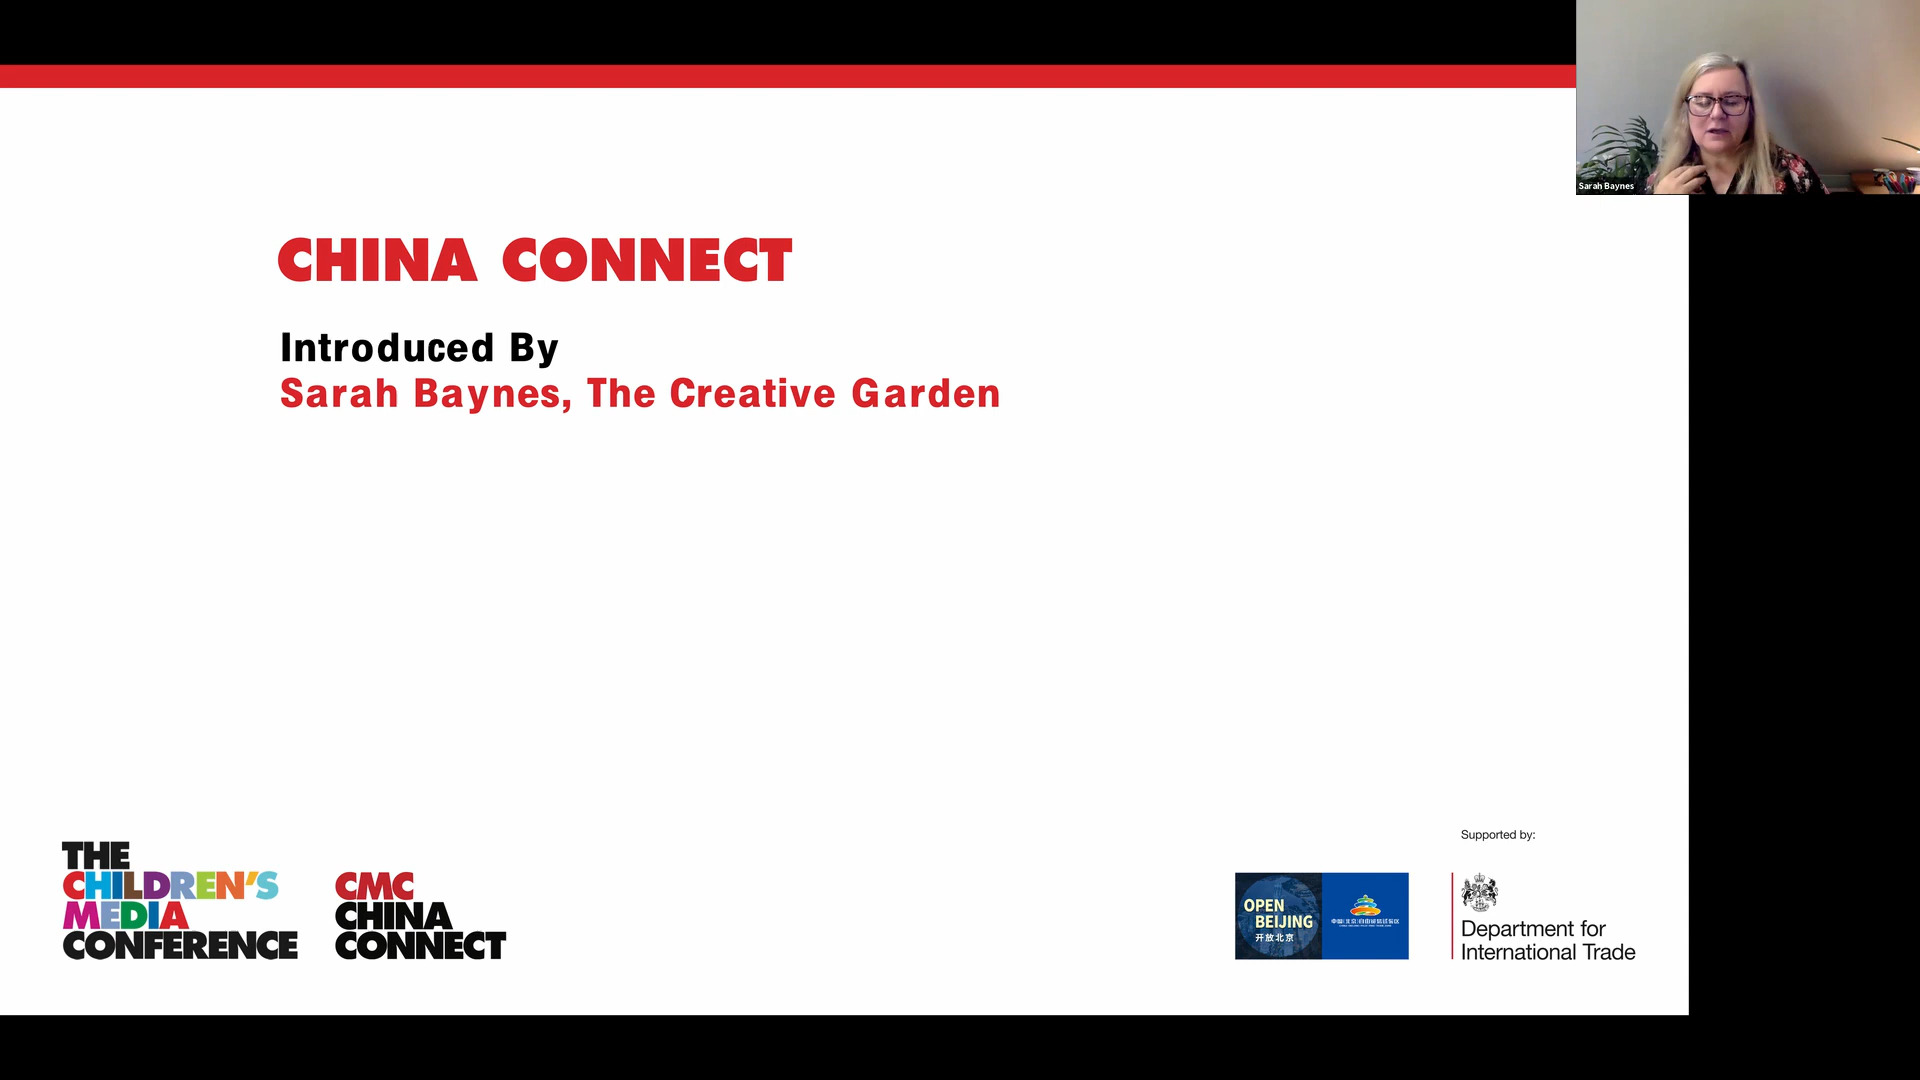 Sarah Baynes
CHINA CONNECT
Introduced By
Sarah Baynes, The Creative Garden
THE
CHILDREN'S
MEDIA
CONFERENCE
CMC
CHINA
CONNECT
OPEN
BEIJING
开放北京
Supported by:
Department for
International Trade